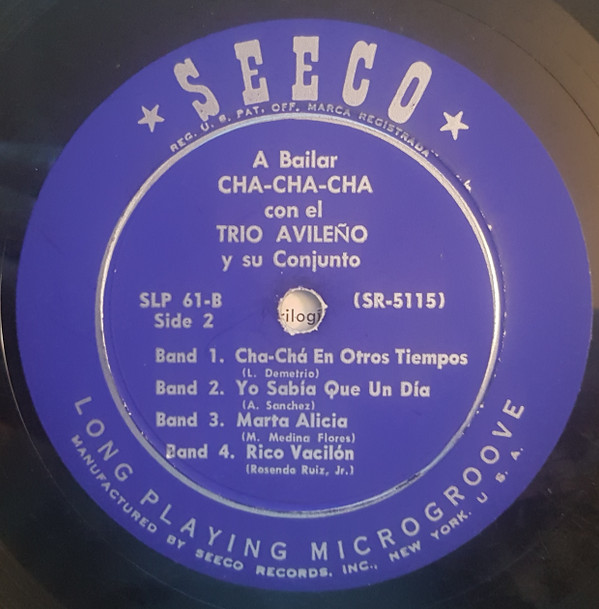 SEECO
REG. U. S. PAT. OFF. MARCA REGISTRADA
A Bailar
CHA-CHA-CHA
con el
TRIO AVILEÑO
y su Conjunto
SLP 61-B (SR-5115)
Side 2
Band 1. Cha-Chá En Otros Tiempos
(L. Demetrio)
Band 2. Yo Sabía Que Un Día
(A. Sanchez)
Band 3. Marta Alicia
(M. Medina Flores)
Band 4. Rico Vacilón
(Rosendo Ruiz, Jr.)
LONG PLAYING MICROGROOVE
MANUFACTURED BY SEECO RECORDS, INC., NEW YORK, U. S. A.